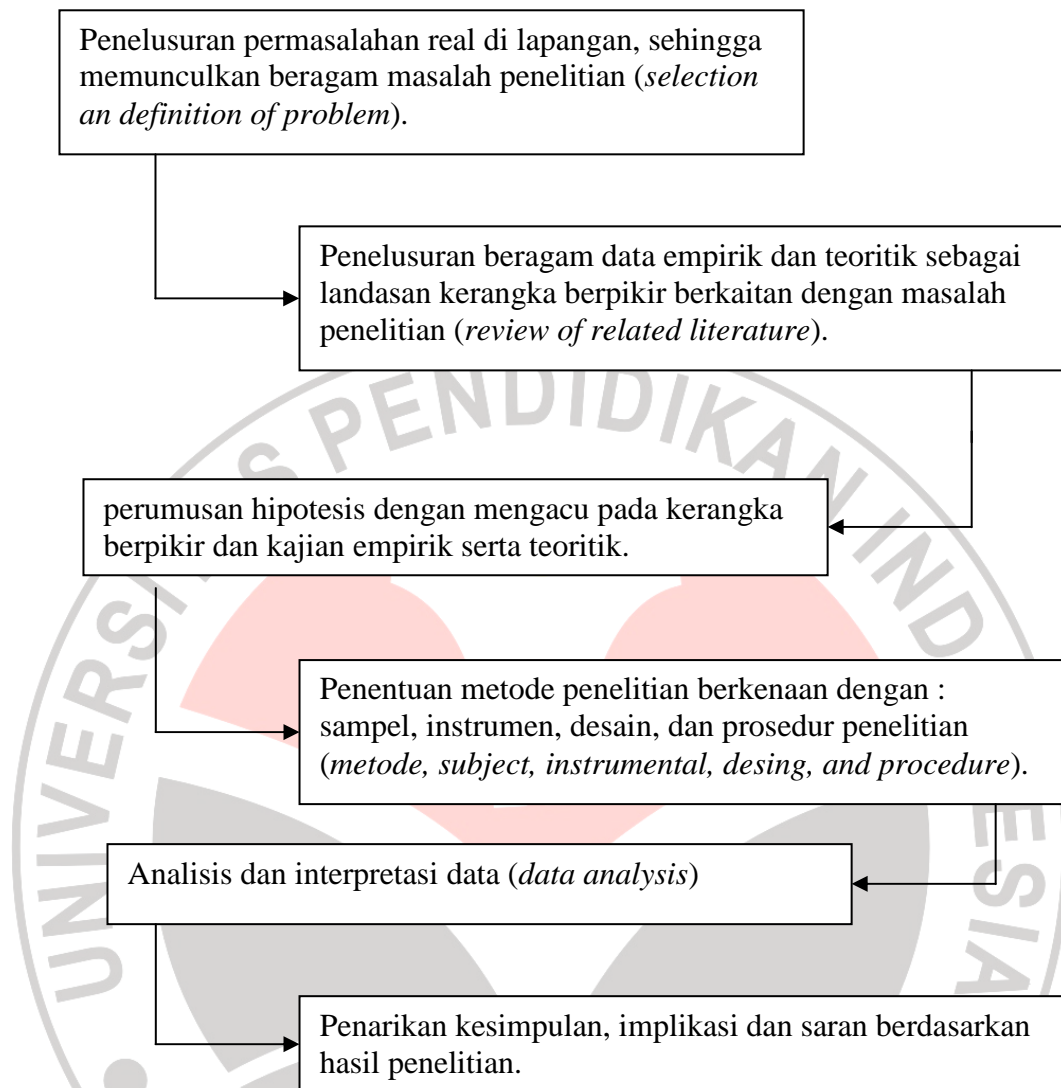 Penelusuran permasalahan real di lapangan, sehingga
memunculkan beragam masalah penelitian (selection
an definition of problem).
Penelusuran beragam data empirik dan teoritik sebagai
landasan kerangka berpikir berkaitan dengan masalah
penelitian (review of related literature).
perumusan hipotesis dengan mengacu pada kerangka
berpikir dan kajian empirik serta teoritik.
Penentuan metode penelitian berkenaan dengan :
sampel, instrumen, desain, dan prosedur penelitian
(metode, subject, instrumental, desing, and procedure).
Analisis dan interpretasi data (data analysis)
Penarikan kesimpulan, implikasi dan saran berdasarkan
hasil penelitian.